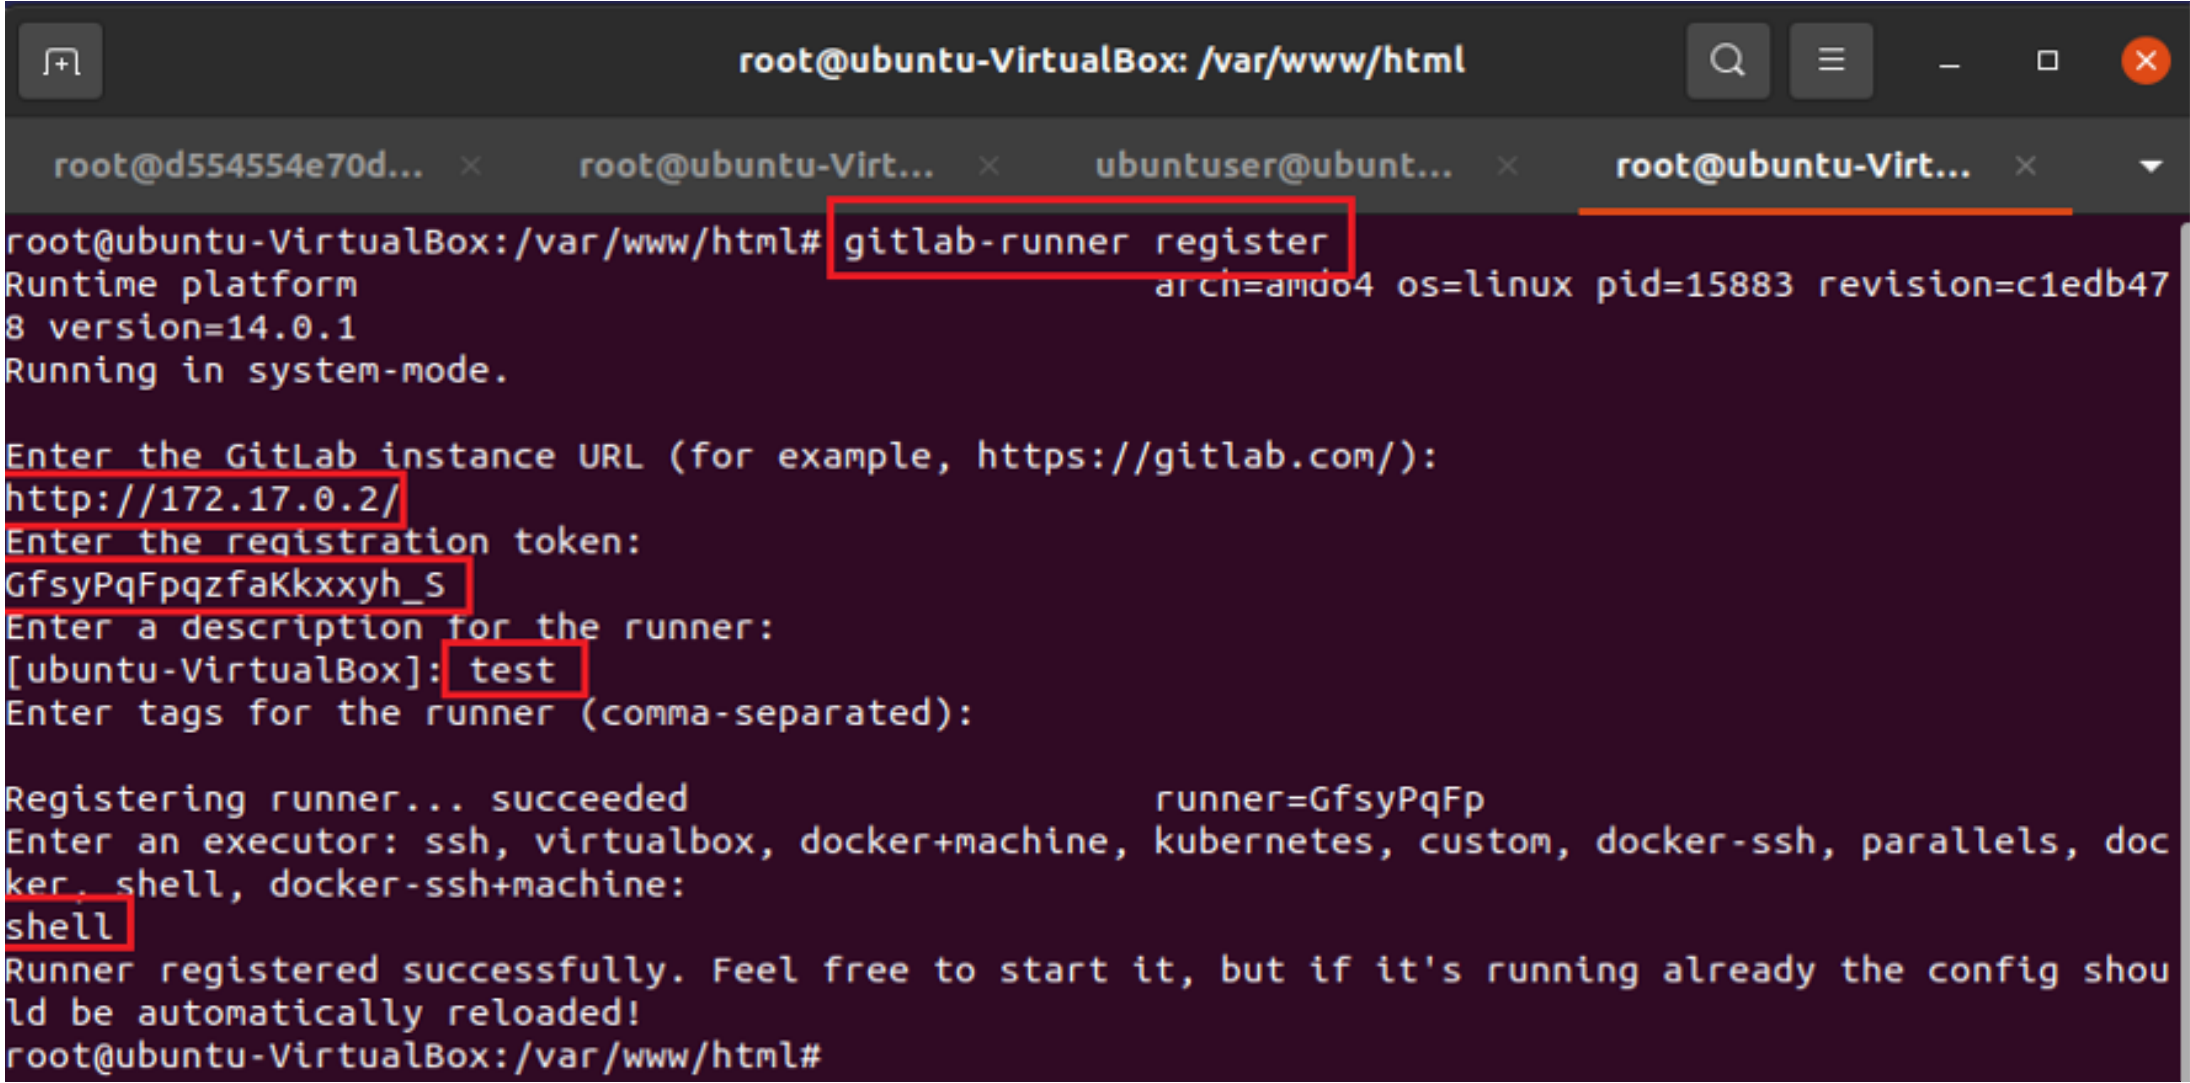 root@ubuntu-VirtualBox: /var/www/html
root@d554554e70d... root@ubuntu-Virt... ubuntuser@ubunt... root@ubuntu-Virt...
root@ubuntu-VirtualBox:/var/www/html# gitlab-runner register
Runtime platform arch=amd64 os=linux pid=15883 revision=c1edb47
8 version=14.0.1
Running in system-mode.
Enter the GitLab instance URL (for example, https://gitlab.com/):
http://172.17.0.2/
Enter the registration token:
GfsyPqFpqzfaKkxxyh_S
Enter a description for the runner:
[ubuntu-VirtualBox]: test
Enter tags for the runner (comma-separated):
Registering runner... succeeded runner=GfsyPqFp
Enter an executor: ssh, virtualbox, docker+machine, kubernetes, custom, docker-ssh, parallels, doc
ker, shell, docker-ssh+machine:
shell
Runner registered successfully. Feel free to start it, but if it's running already the config shou
ld be automatically reloaded!
root@ubuntu-VirtualBox:/var/www/html#